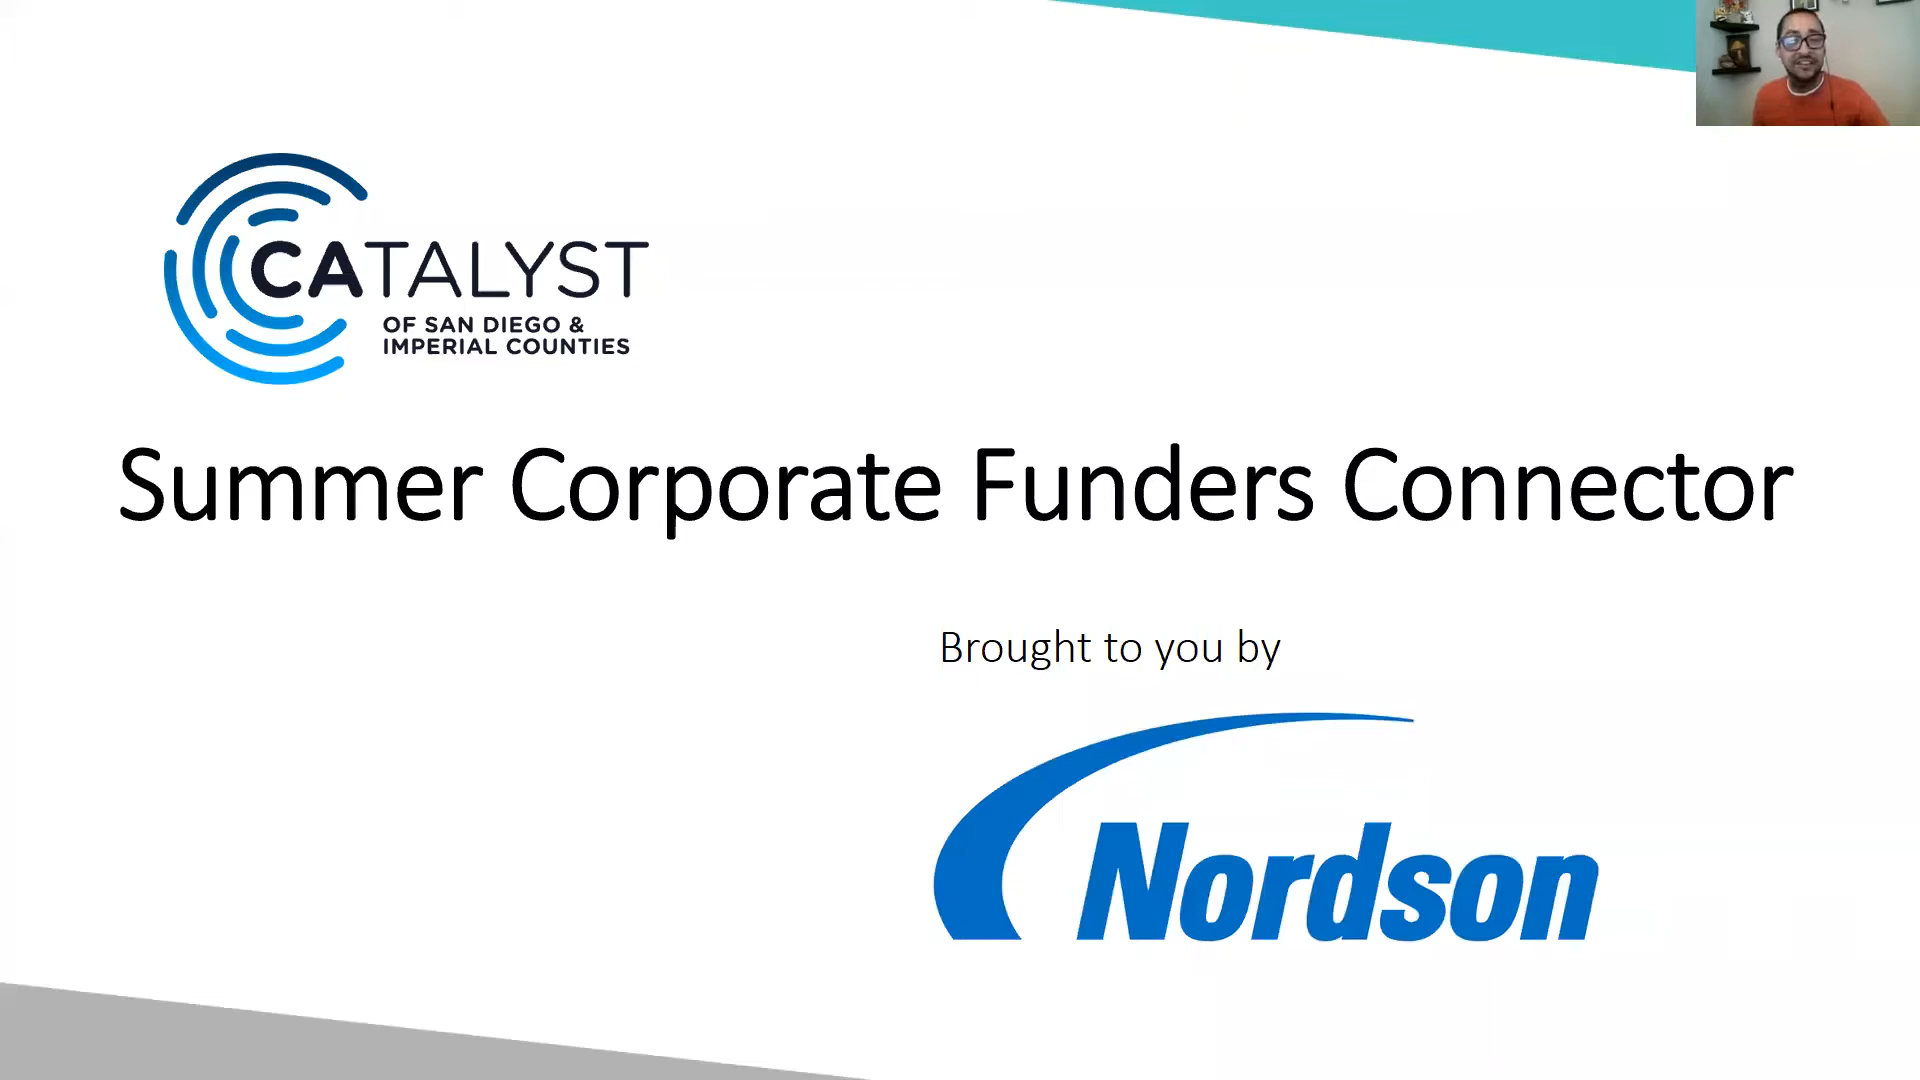 CATALYST
OF SAN DIEGO &
IMPERIAL COUNTIES
Summer Corporate Funders Connector
Brought to you by
Nordson